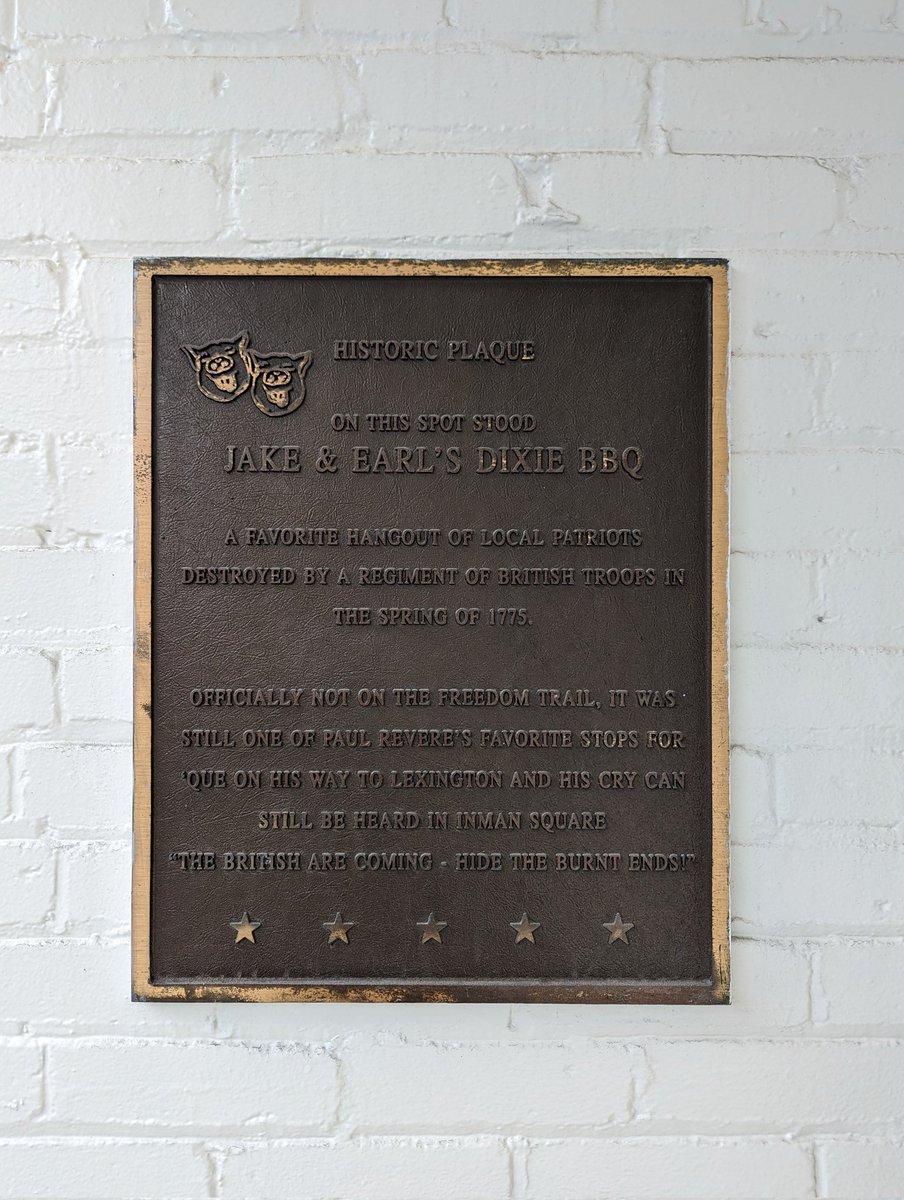 HISTORIC PLAQUE
ON THIS SPOT STOOD
JAKE & EARL'S DIXIE BBQ
A FAVORITE HANGOUT OF LOCAL PATRIOTS
DESTROYED BY A REGIMENT OF BRITISH TROOPS IN
THE SPRING OF 1775.
OFFICIALLY NOT ON THE FREEDOM TRAIL, IT WAS
STILL ONE OF PAUL REVERE'S FAVORITE STOPS FOR
'QUE ON HIS WAY TO LEXINGTON AND HIS CRY CAN
STILL BE HEARD IN INMAN SQUARE
"THE BRITISH ARE COMING - HIDE THE BURNT ENDS!"